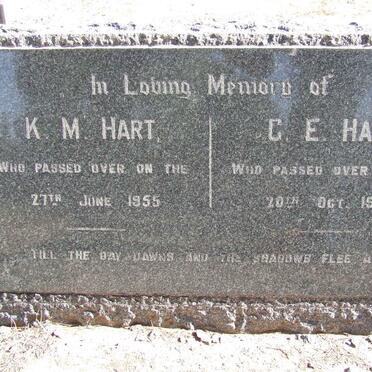 In Loving Memory of
K. M. HART. C. E. HA
WHO PASSED OVER ON THE WHO PASSED OVER
27TH JUNE 1955 20TH OCT. 19
TILL THE DAY DAWNS AND THE SHADOWS FLEE A